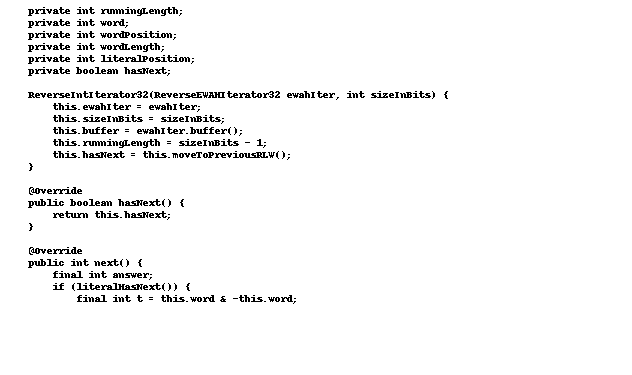 private int runningLength;
private int word;
private int wordPosition;
private int wordLength;
private int literalPosition;
private boolean hasNext;
ReverseIntIterator32(ReverseEWAHIterator32 ewahIter, int sizeInBits) {
this.ewahIter = ewahIter;
this.sizeInBits = sizeInBits;
this.buffer = ewahIter.buffer();
this.runningLength = sizeInBits - 1;
this.hasNext = this.moveToPreviousRLW();
}
@Override
public boolean hasNext() {
return this.hasNext;
}
@Override
public int next() {
final int answer;
if (literalHasNext()) {
final int t = this.word & -this.word;